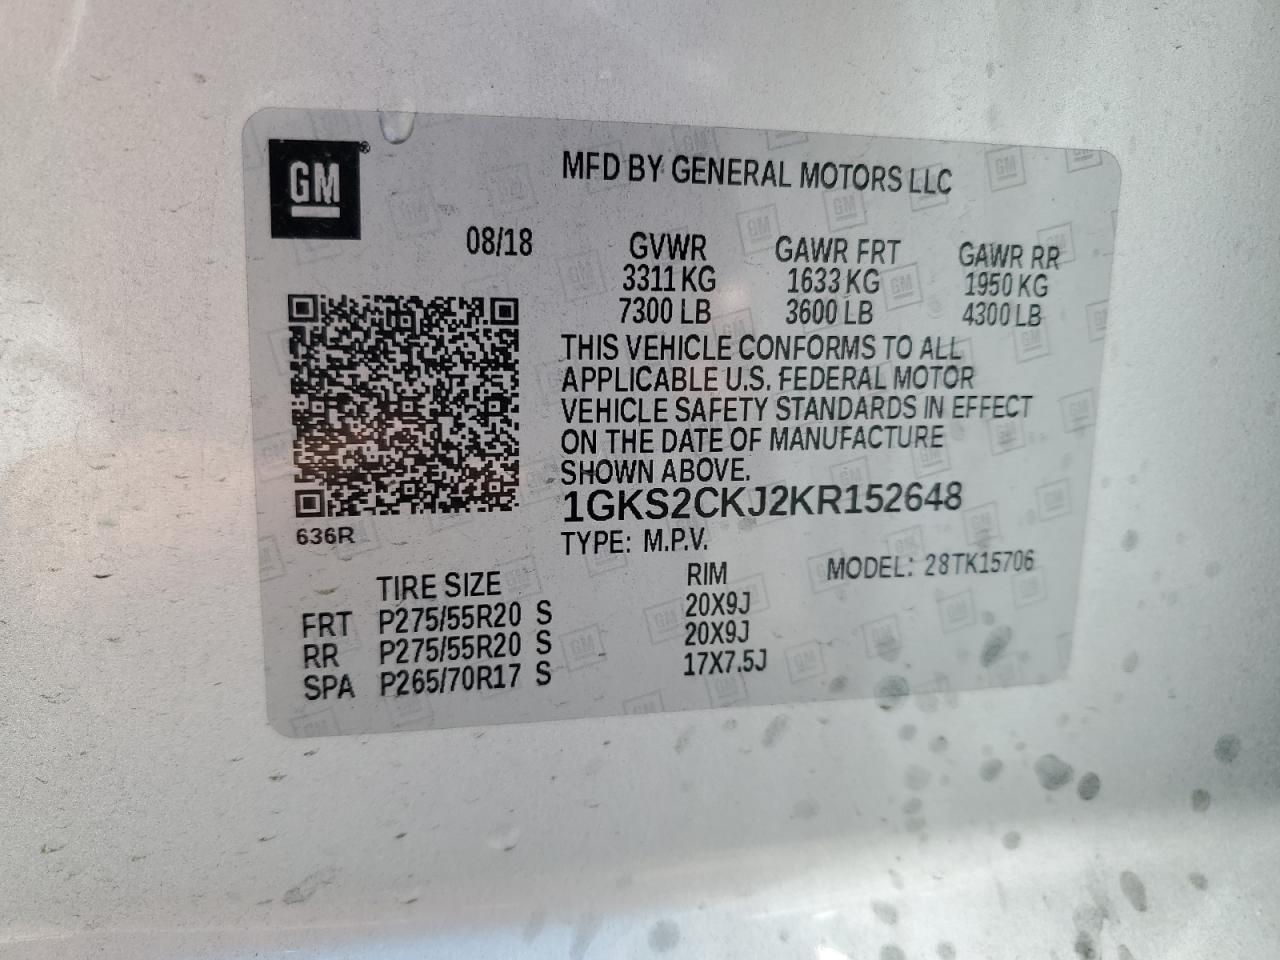 GM®
MFD BY GENERAL MOTORS LLC
08/18
GVWR GAWR FRT GAWR RR
3311 KG 1633 KG 1950 KG
7300 LB 3600 LB 4300 LB
THIS VEHICLE CONFORMS TO ALL
APPLICABLE U.S. FEDERAL MOTOR
VEHICLE SAFETY STANDARDS IN EFFECT
ON THE DATE OF MANUFACTURE
SHOWN ABOVE.
1GKS2CKJ2KR152648
636R
TYPE: M.P.V. MODEL: 28TK15706
TIRE SIZE RIM
FRT P275/55R20 S 20X9J
RR P275/55R20 S 20X9J
SPA P265/70R17 S 17X7.5J